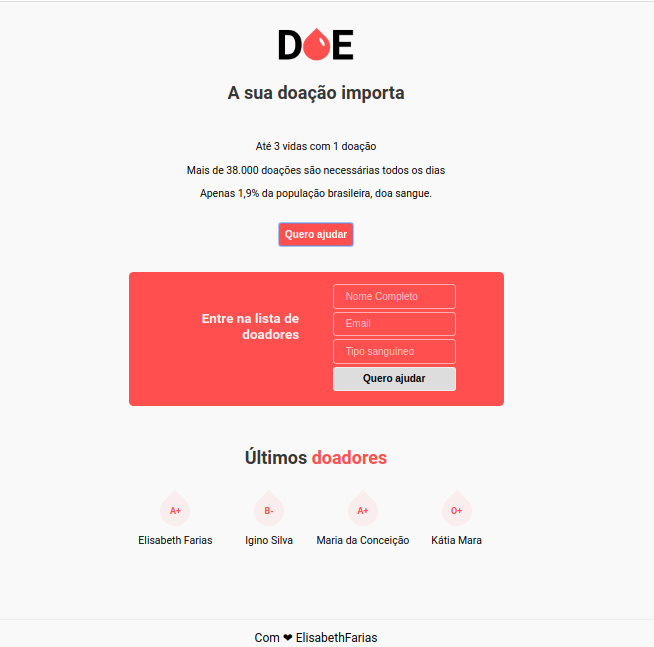 DOE
A sua doação importa
Até 3 vidas com 1 doação
Mais de 38.000 doações são necessárias todos os dias
Apenas 1,9% da população brasileira, doa sangue.
Quero ajudar
Entre na lista de
doadores
Nome Completo
Email
Tipo sanguíneo
Quero ajudar
Últimos doadores
A+
B-
A+
O+
Elisabeth Farias
Igino Silva
Maria da Conceição
Kátia Mara
Com ❤ ElisabethFarias